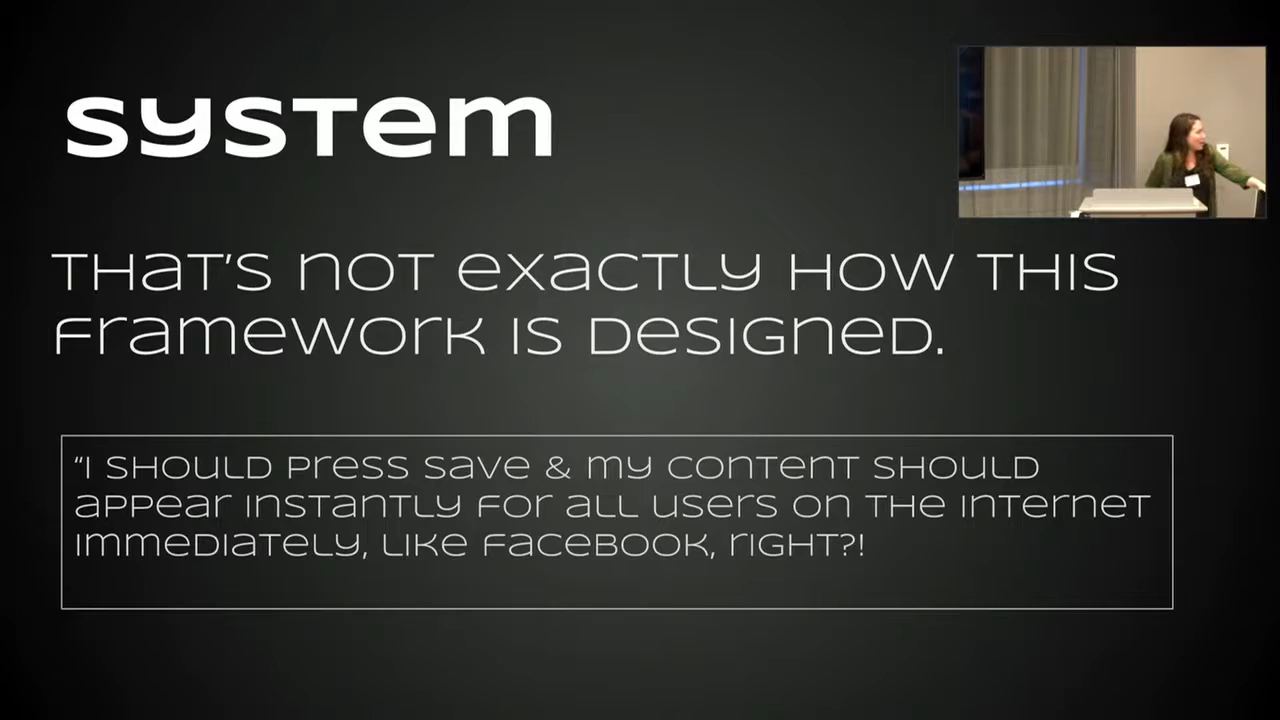 system
THAT'S NOT EXACTLY HOW THIS
FRAMEWORK IS DESIGNED.
"I SHOULD PRESS SAVE & MY CONTENT SHOULD
APPEAR INSTANTLY FOR ALL USERS ON THE INTERNET
IMMEDIATELY, LIKE FACEBOOK, RIGHT?!